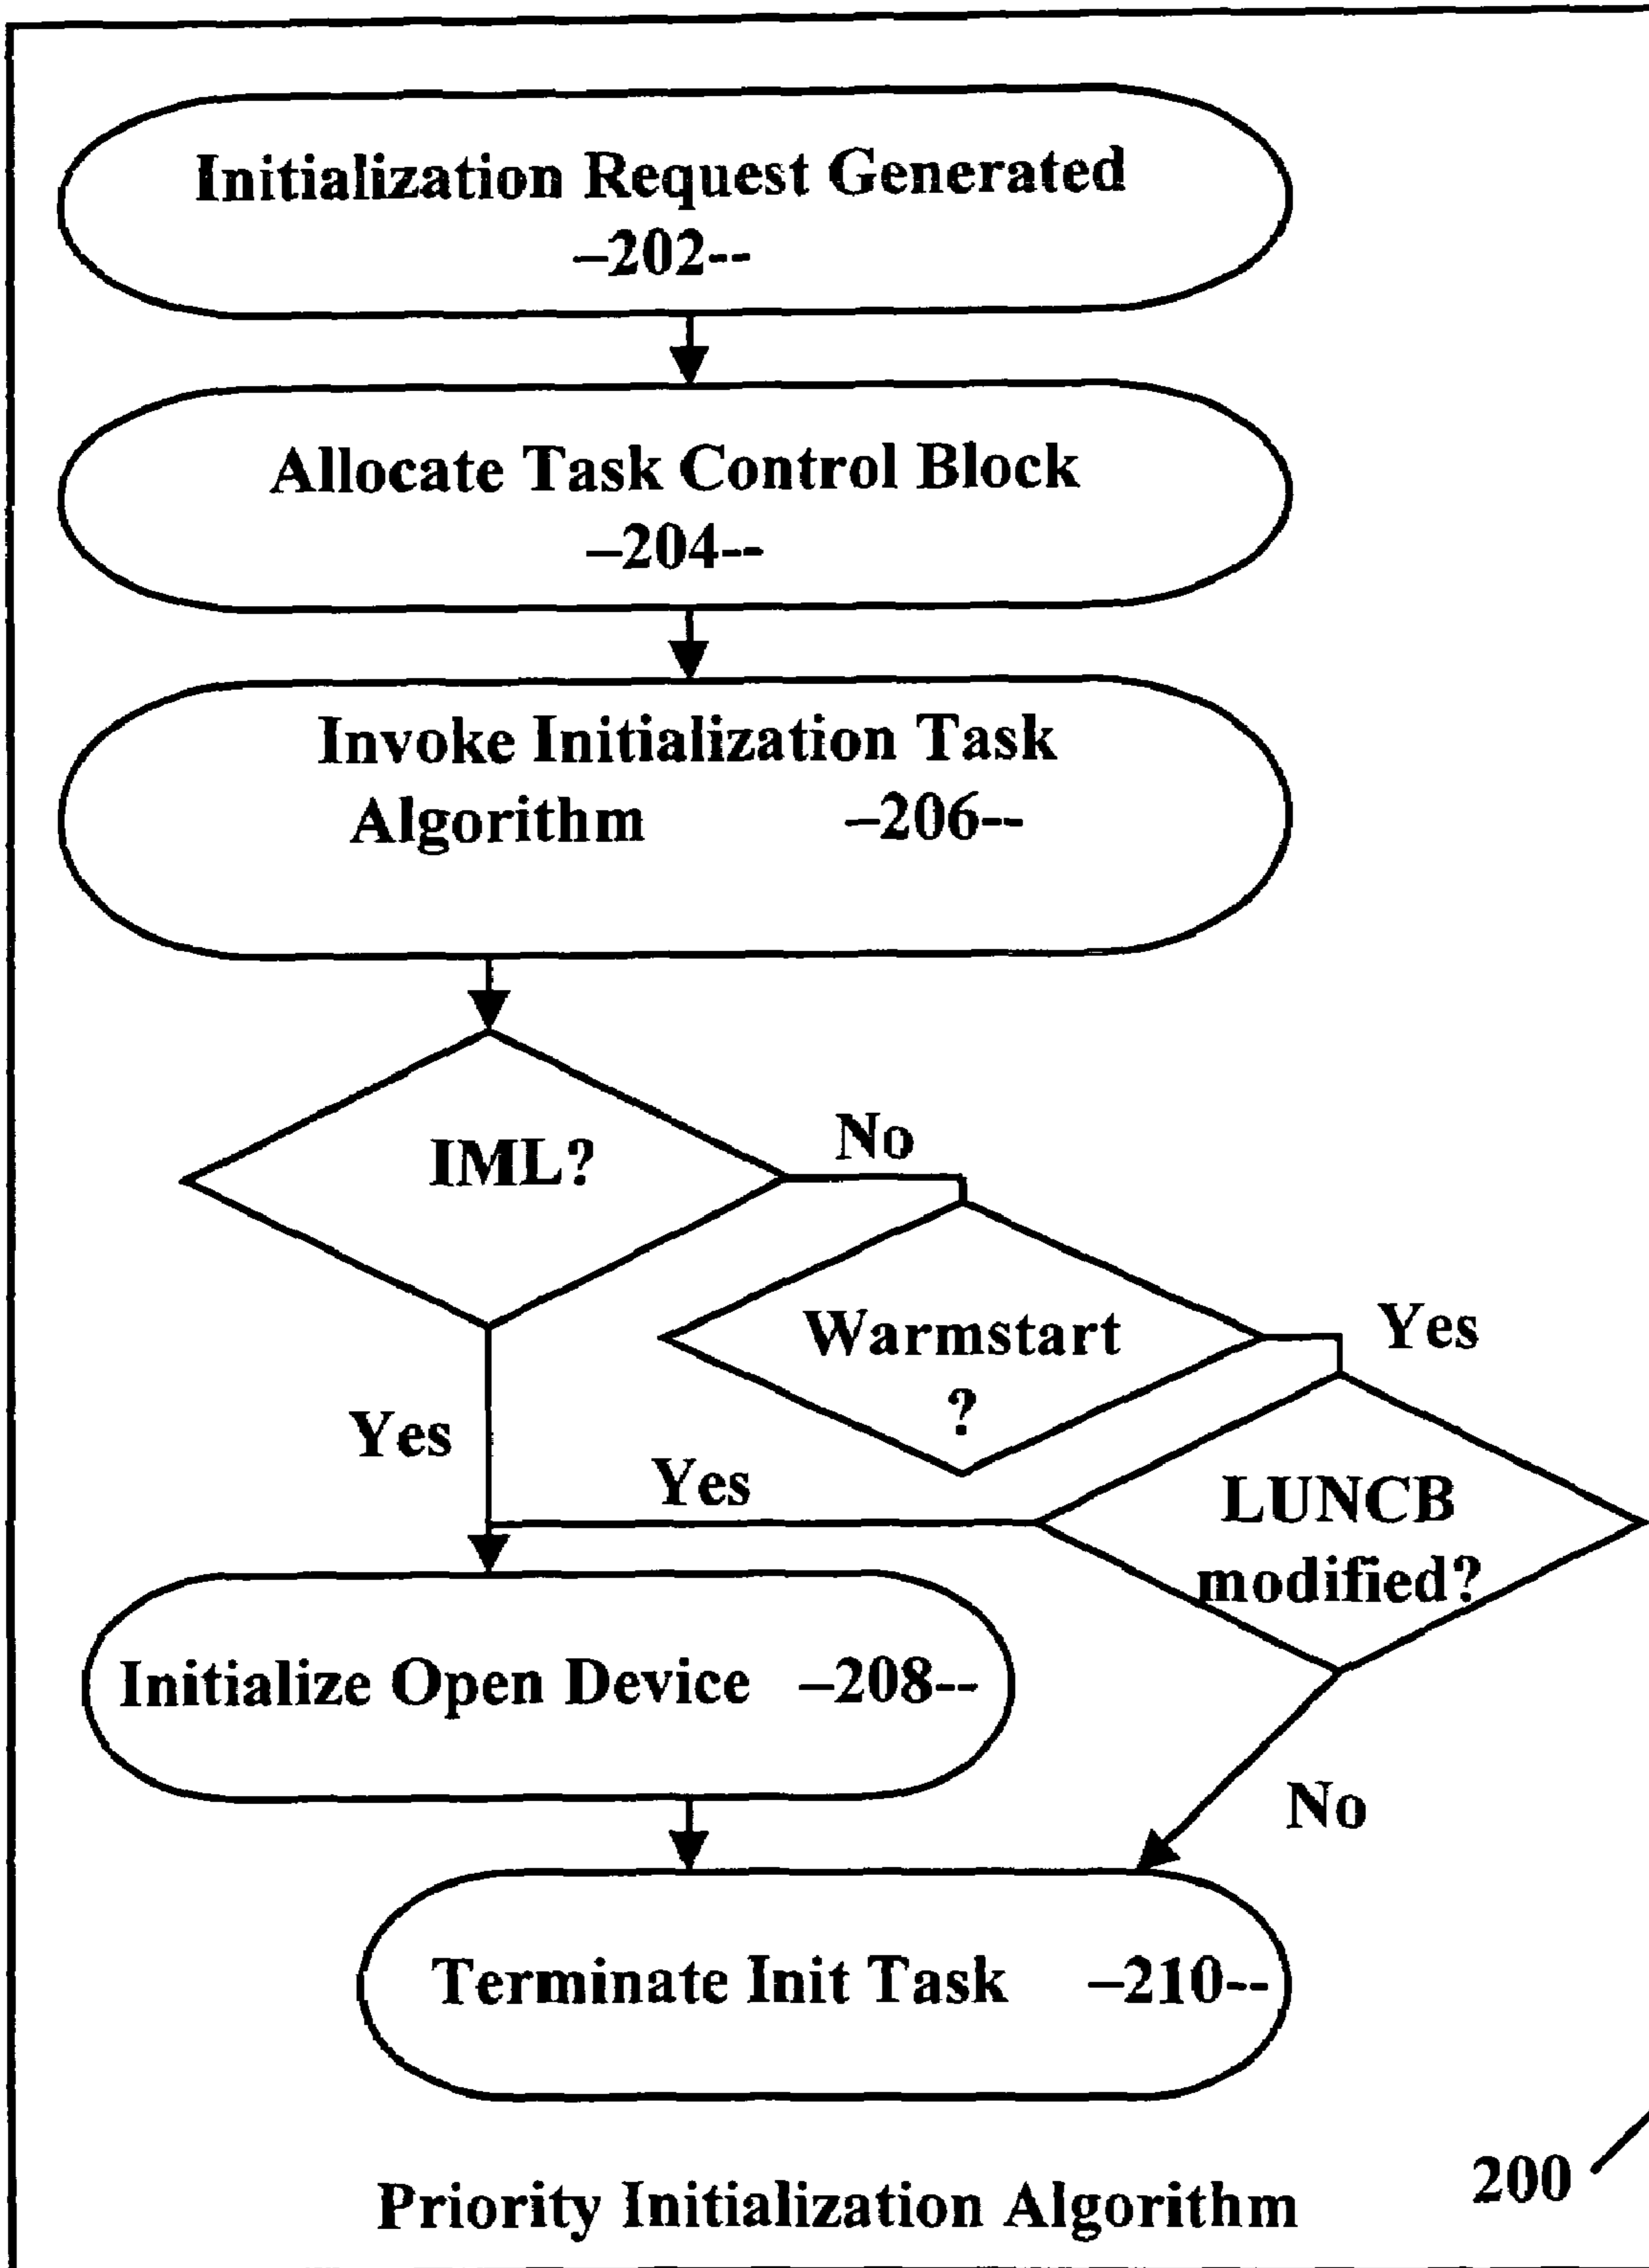 Initialization Request Generated
–202--
Allocate Task Control Block
–204--
Invoke Initialization Task
Algorithm –206--
IML?
No
Warmstart
?
Yes
Yes
Yes
LUNCB
modified?
Initialize Open Device –208--
No
Terminate Init Task –210--
Priority Initialization Algorithm
200